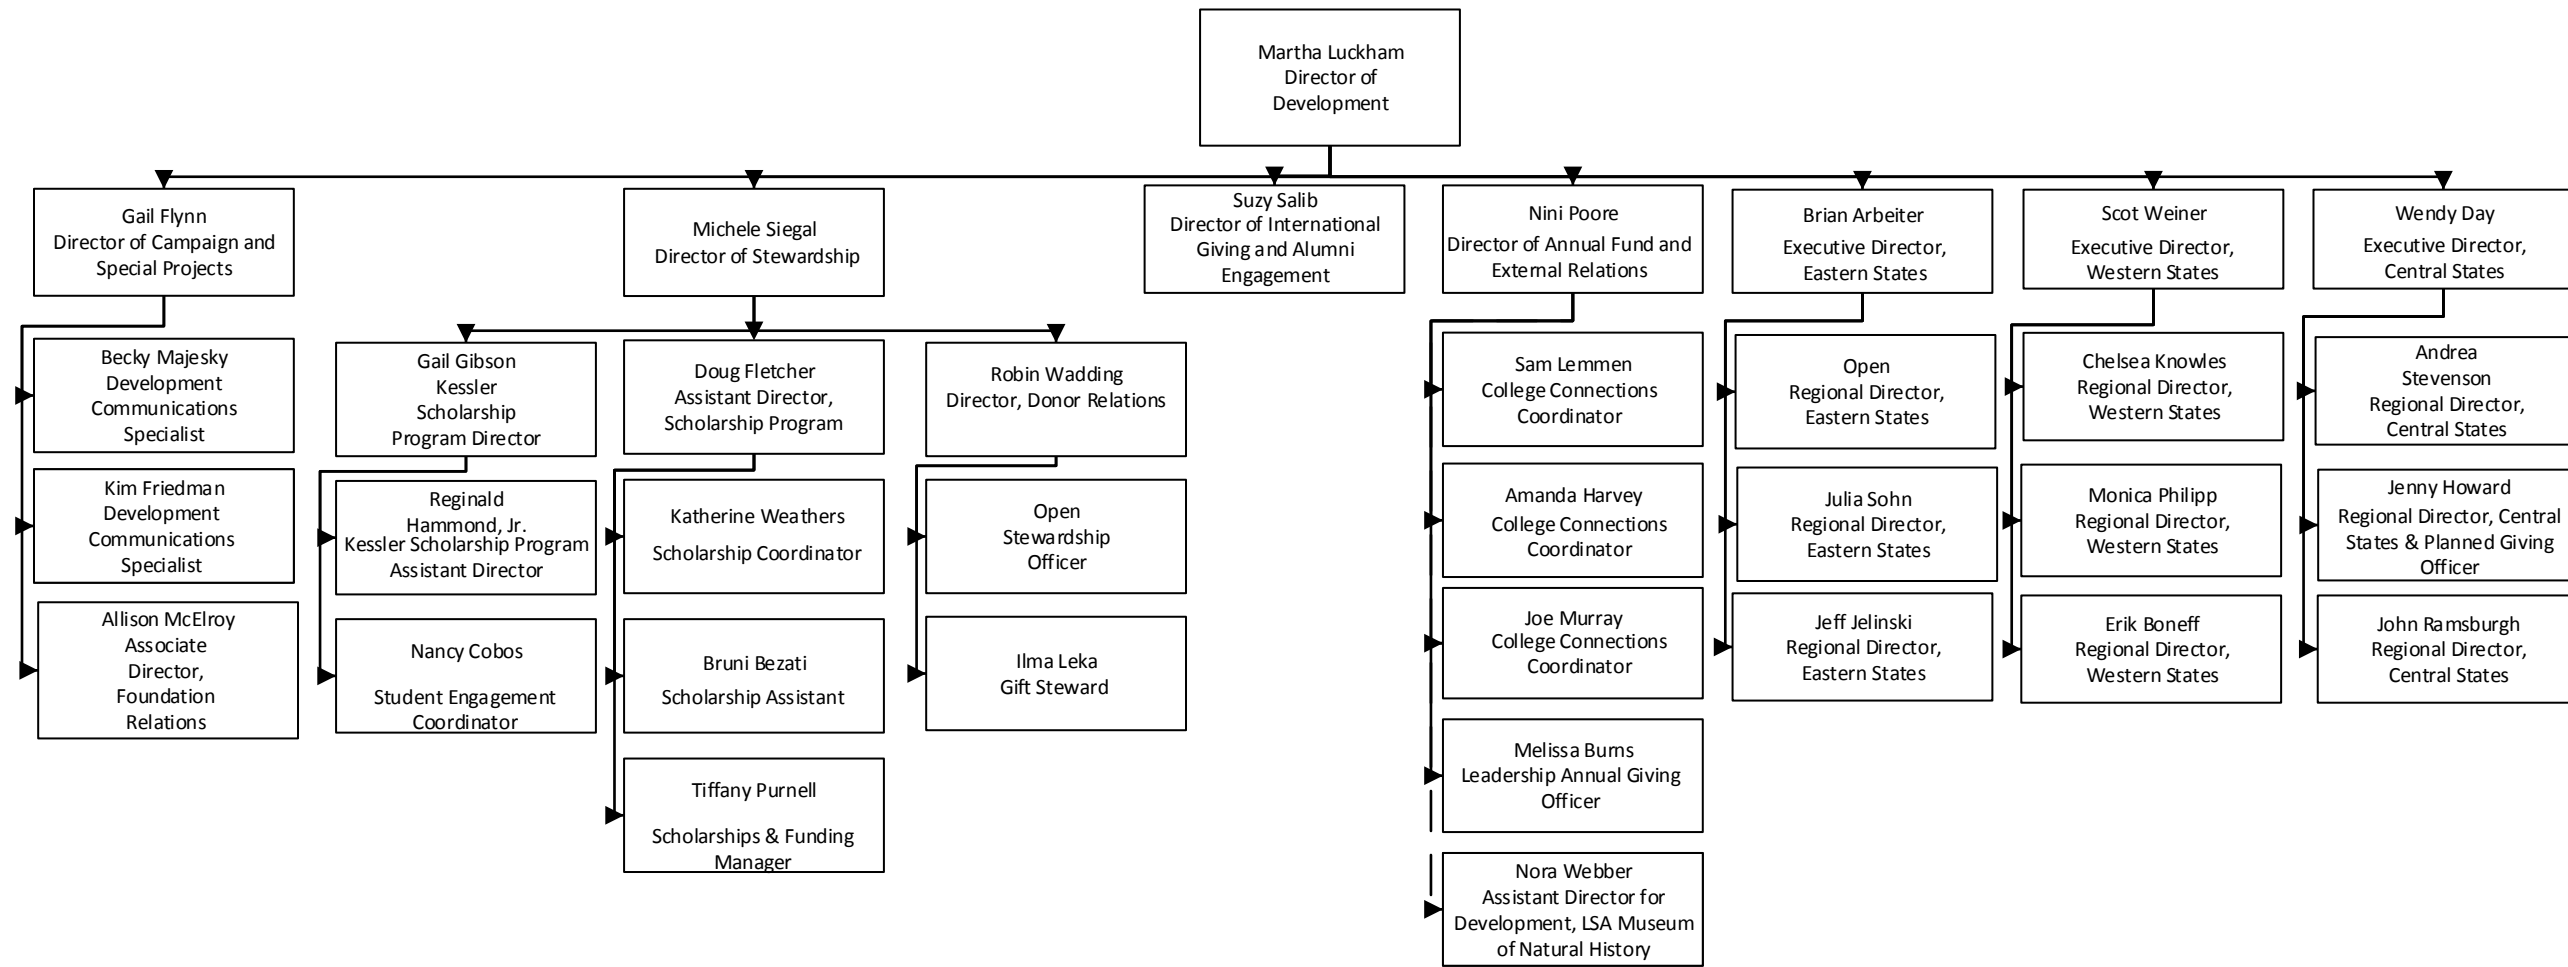 Martha Luckham
Director of
Development
Gail Flynn
Director of Campaign and
Special Projects
Michele Siegal
Director of Stewardship
Suzy Salib
Director of International
Giving and Alumni
Engagement
Nini Poore
Director of Annual Fund and
External Relations
Brian Arbeiter
Executive Director,
Eastern States
Scot Weiner
Executive Director,
Western States
Wendy Day
Executive Director,
Central States
Becky Majesky
Development
Communications
Specialist
Kim Friedman
Development
Communications
Specialist
Allison McElroy
Associate
Director,
Foundation
Relations
Gail Gibson
Kessler
Scholarship
Program Director
Reginald
Hammond, Jr.
Kessler Scholarship Program
Assistant Director
Nancy Cobos
Student Engagement
Coordinator
Doug Fletcher
Assistant Director,
Scholarship Program
Katherine Weathers
Scholarship Coordinator
Bruni Bezati
Scholarship Assistant
Tiffany Purnell
Scholarships & Funding
Manager
Robin Wadding
Director, Donor Relations
Open
Stewardship
Officer
Ilma Leka
Gift Steward
Sam Lemmen
College Connections
Coordinator
Amanda Harvey
College Connections
Coordinator
Joe Murray
College Connections
Coordinator
Melissa Burns
Leadership Annual Giving
Officer
Nora Webber
Assistant Director for
Development, LSA Museum
of Natural History
Open
Regional Director,
Eastern States
Julia Sohn
Regional Director,
Eastern States
Jeff Jelinski
Regional Director,
Eastern States
Chelsea Knowles
Regional Director,
Western States
Monica Philipp
Regional Director,
Western States
Erik Boneff
Regional Director,
Western States
Andrea
Stevenson
Regional Director,
Central States
Jenny Howard
Regional Director, Central
States & Planned Giving
Officer
John Ramsburgh
Regional Director,
Central States